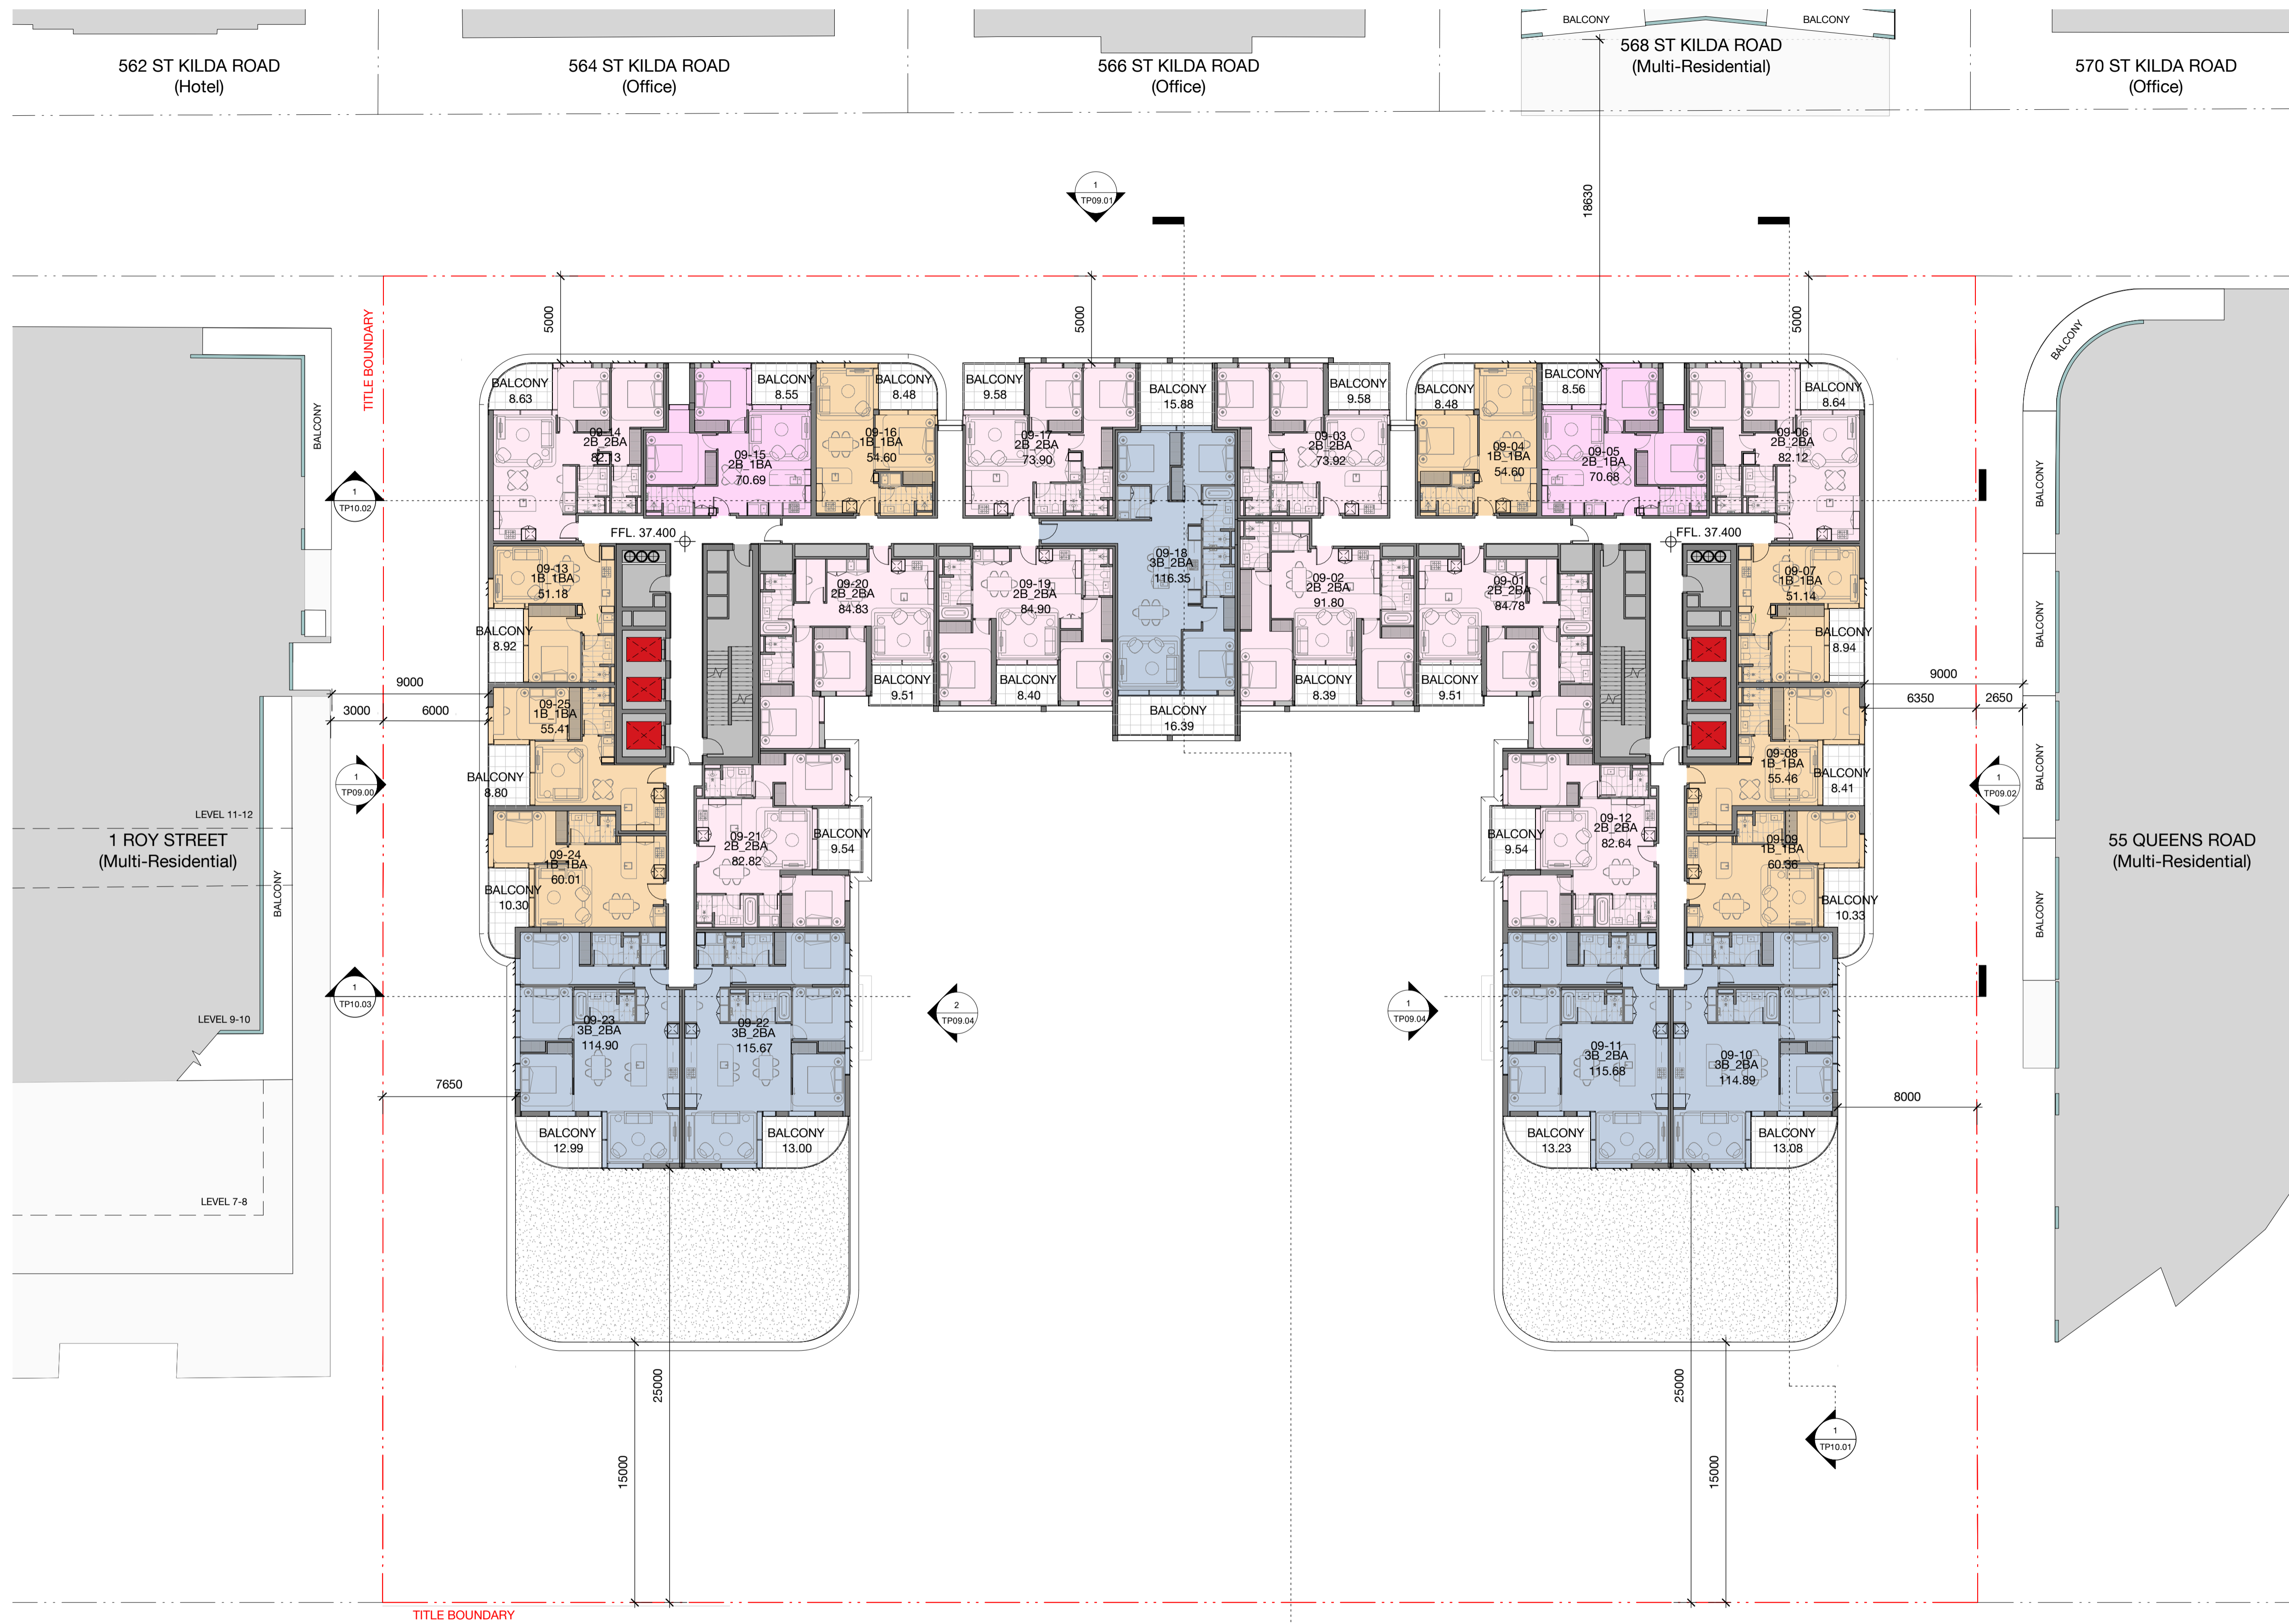 BALCONY
BALCONY
562 ST KILDA ROAD
(Hotel)
564 ST KILDA ROAD
(Office)
566 ST KILDA ROAD
(Office)
568 ST KILDA ROAD
(Multi-Residential)
570 ST KILDA ROAD
(Office)
1
TP09.01
18630
TITLE BOUNDARY
5000
5000
5000
BALCONY
BALCONY
BALCONY
8.63
BALCONY
8.55
BALCONY
8.48
BALCONY
9.58
BALCONY
15.88
BALCONY
9.58
BALCONY
8.48
BALCONY
8.56
BALCONY
8.64
09-14
2B_2BA
82.13
09-15
2B_1BA
70.69
09-16
1B_1BA
54.60
09-17
2B_2BA
73.90
09-03
2B_2BA
73.92
09-04
1B_1BA
54.60
09-05
2B_1BA
70.68
09-06
2B_2BA
82.12
1
TP10.02
BALCONY
FFL. 37.400
FFL. 37.400
09-13
1B_1BA
51.18
09-20
2B_2BA
84.83
09-19
2B_2BA
84.90
09-18
3B_2BA
116.35
09-02
2B_2BA
91.80
09-01
2B_2BA
84.78
09-07
1B_1BA
51.14
BALCONY
BALCONY
8.92
BALCONY
9.51
BALCONY
8.40
BALCONY
16.39
BALCONY
8.39
BALCONY
9.51
BALCONY
8.94
9000
3000
6000
9000
6350
2650
09-25
1B_1BA
55.41
BALCONY
8.80
09-08
1B_1BA
55.46
BALCONY
8.41
BALCONY
1
TP09.00
1
TP09.02
LEVEL 11-12
1 ROY STREET
(Multi-Residential)
BALCONY
09-24
1B_1BA
60.01
BALCONY
10.30
09-21
2B_2BA
82.82
BALCONY
9.54
BALCONY
9.54
09-12
2B_2BA
82.64
09-09
1B_1BA
60.36
BALCONY
10.33
BALCONY
55 QUEENS ROAD
(Multi-Residential)
1
TP10.03
LEVEL 9-10
09-23
3B_2BA
114.90
09-22
3B_2BA
115.67
2
TP09.04
1
TP09.04
09-11
3B_2BA
115.68
09-10
3B_2BA
114.89
7650
8000
BALCONY
12.99
BALCONY
13.00
BALCONY
13.23
BALCONY
13.08
LEVEL 7-8
25000
15000
25000
15000
1
TP10.01
TITLE BOUNDARY